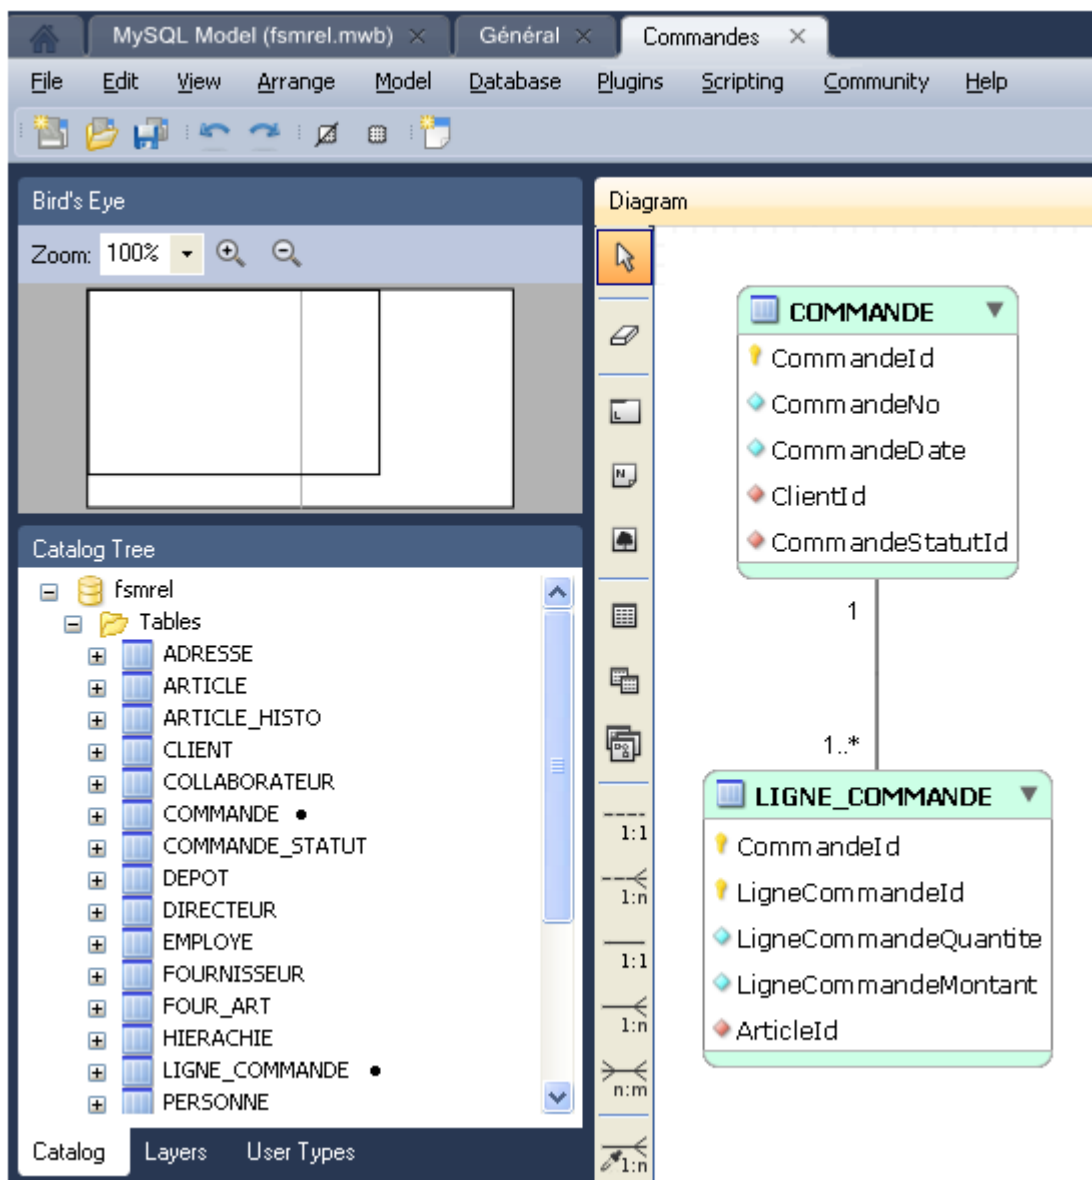 MySQL Model (fsmrel.mwb) Général Commandes
File Edit View Arrange Model Database Plugins Scripting Community Help
Bird's Eye
Zoom: 100%
Catalog Tree
fsmrel
Tables
ADRESSE
ARTICLE
ARTICLE_HISTO
CLIENT
COLLABORATEUR
COMMANDE
COMMANDE_STATUT
DEPOT
DIRECTEUR
EMPLOYE
FOURNISSEUR
FOUR_ART
HIERACHIE
LIGNE_COMMANDE
PERSONNE
Catalog Layers User Types
Diagram
1:1
1:n
1:1
1:n
n:m
1:n
COMMANDE
CommandeId
CommandeNo
CommandeDate
ClientId
CommandeStatutId
1
1..*
LIGNE_COMMANDE
CommandeId
LigneCommandeId
LigneCommandeQuantite
LigneCommandeMontant
ArticleId